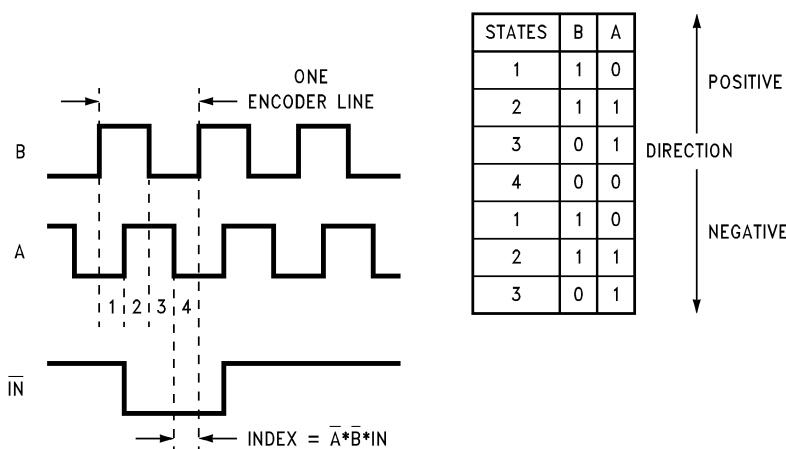 ONE
ENCODER LINE
B
A
1 2 3 4
I̅N̅
INDEX = A̅*B̅*IN
STATES B A
1 1 0
2 1 1
3 0 1
4 0 0
1 1 0
2 1 1
3 0 1
POSITIVE
DIRECTION
NEGATIVE